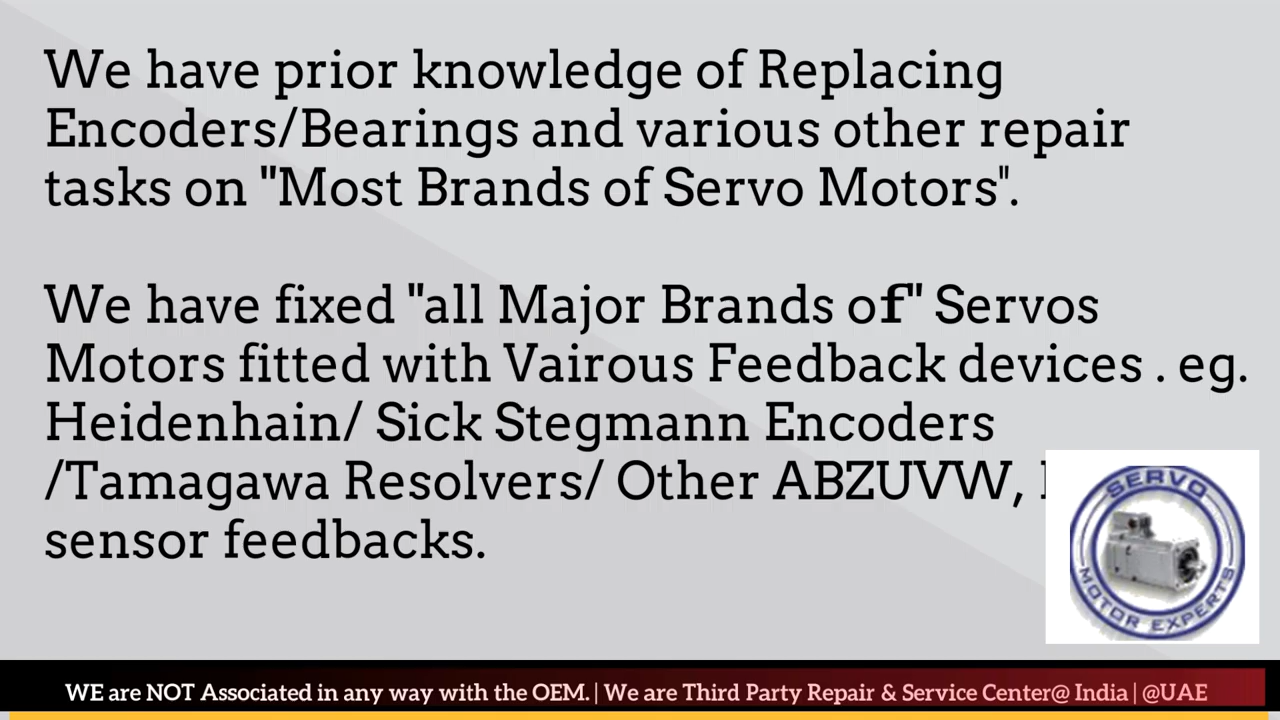 We have prior knowledge of Replacing
Encoders/Bearings and various other repair
tasks on "Most Brands of Servo Motors".
We have fixed "all Major Brands of" Servos
Motors fitted with Vairous Feedback devices . eg.
Heidenhain/ Sick Stegmann Encoders
/Tamagawa Resolvers/ Other ABZUVW,
sensor feedbacks.
SERVO
MOTOR EXPERTS
WE are NOT Associated in any way with the OEM. | We are Third Party Repair & Service Center@ India | @UAE